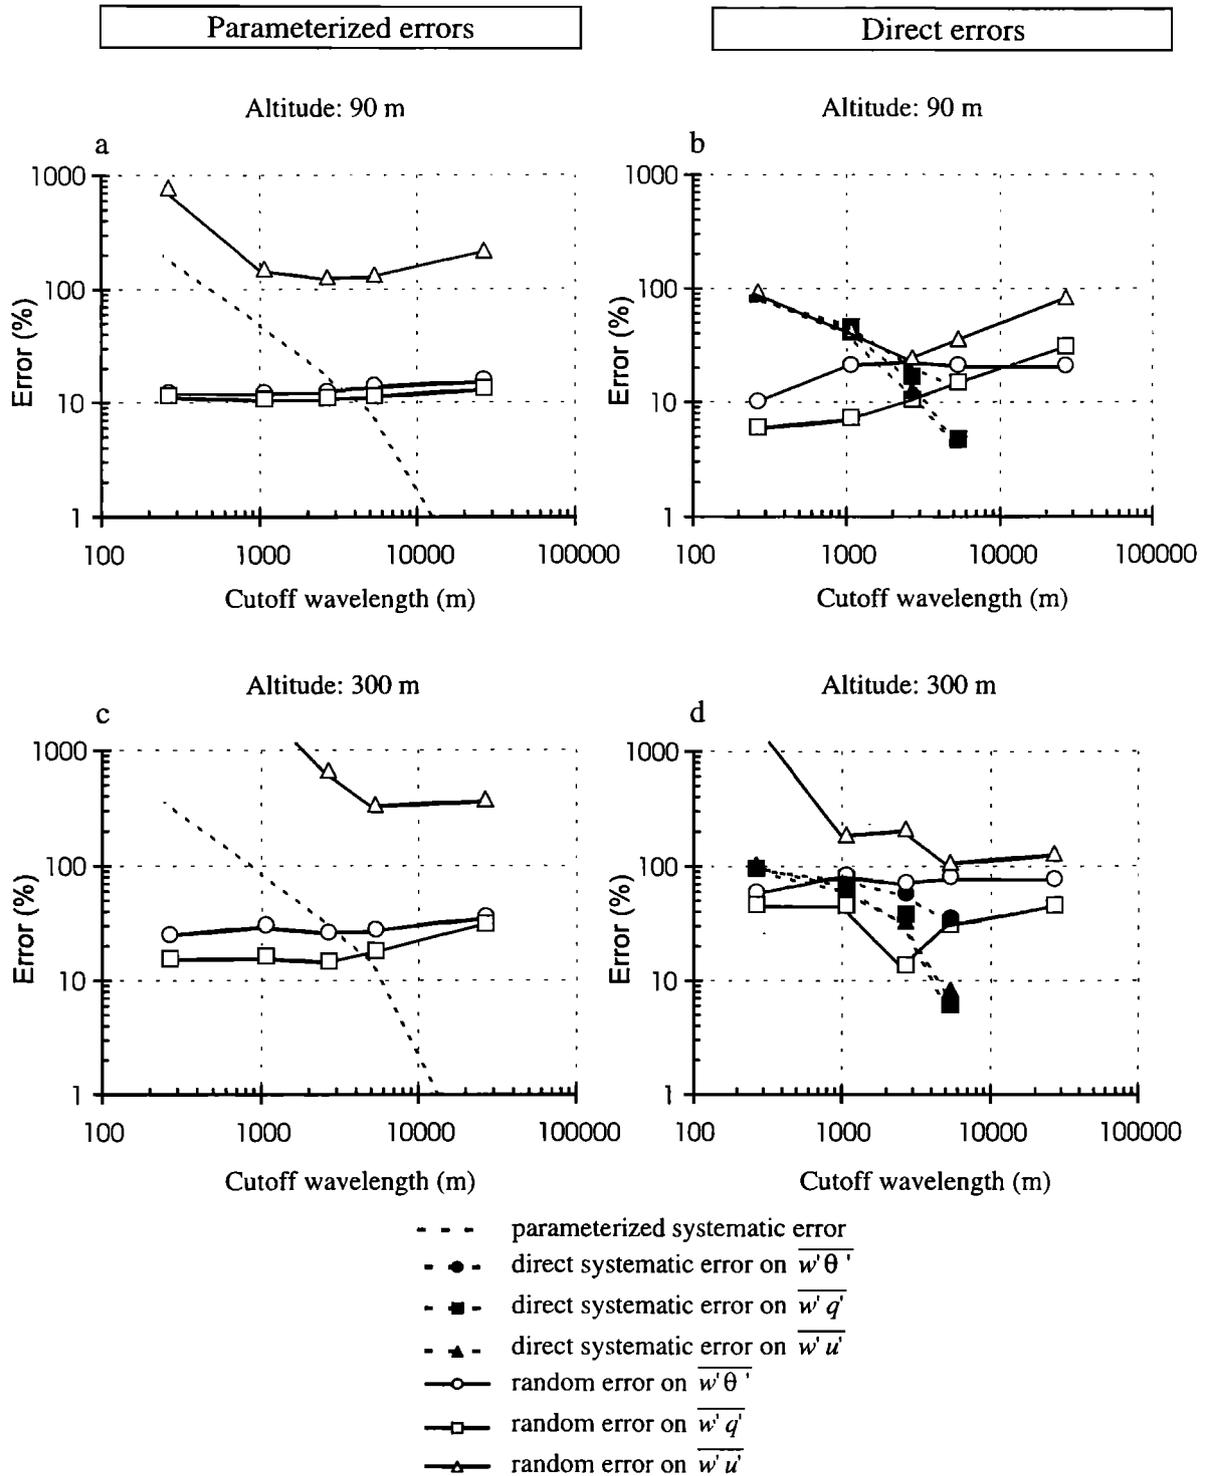 Parameterized errors
Direct errors
Altitude: 90 m
Altitude: 90 m
a
b
1000
100
10
1
Error (%)
100 1000 10000 100000
Cutoff wavelength (m)
1000
100
10
1
Error (%)
100 1000 10000 100000
Cutoff wavelength (m)
Altitude: 300 m
Altitude: 300 m
c
d
1000
100
10
1
Error (%)
100 1000 10000 100000
Cutoff wavelength (m)
1000
100
10
1
Error (%)
100 1000 10000 100000
Cutoff wavelength (m)
parameterized systematic error
direct systematic error on w'θ'
direct systematic error on w'q'
direct systematic error on w'u'
random error on w'θ'
random error on w'q'
random error on w'u'